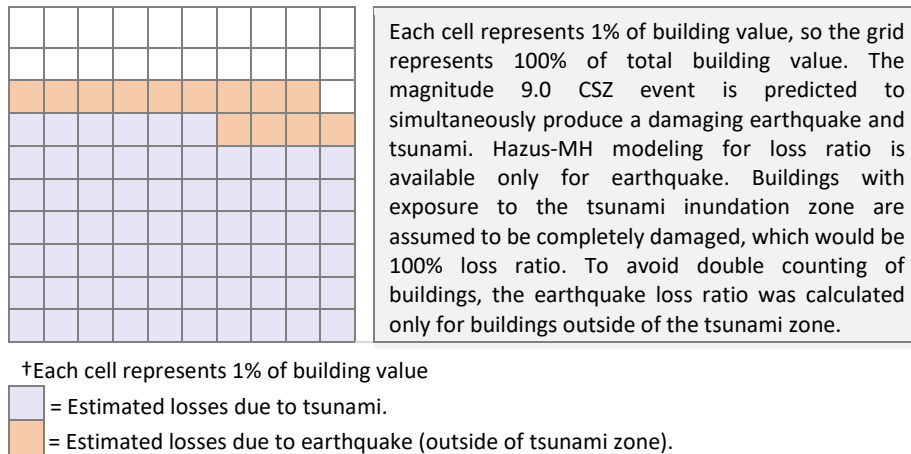 Each cell represents 1% of building value, so the grid
represents 100% of total building value. The
magnitude 9.0 CSZ event is predicted to
simultaneously produce a damaging earthquake and
tsunami. Hazus-MH modeling for loss ratio is
available only for earthquake. Buildings with
exposure to the tsunami inundation zone are
assumed to be completely damaged, which would be
100% loss ratio. To avoid double counting of
buildings, the earthquake loss ratio was calculated
only for buildings outside of the tsunami zone.
†Each cell represents 1% of building value
= Estimated losses due to tsunami.
= Estimated losses due to earthquake (outside of tsunami zone).